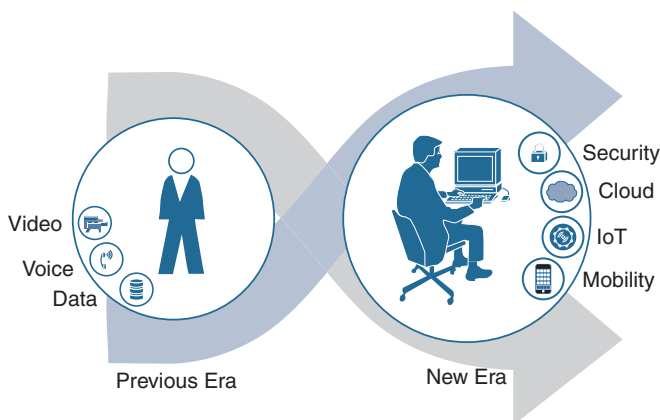 Video
Voice
Data
Previous Era
Security
Cloud
IoT
Mobility
New Era